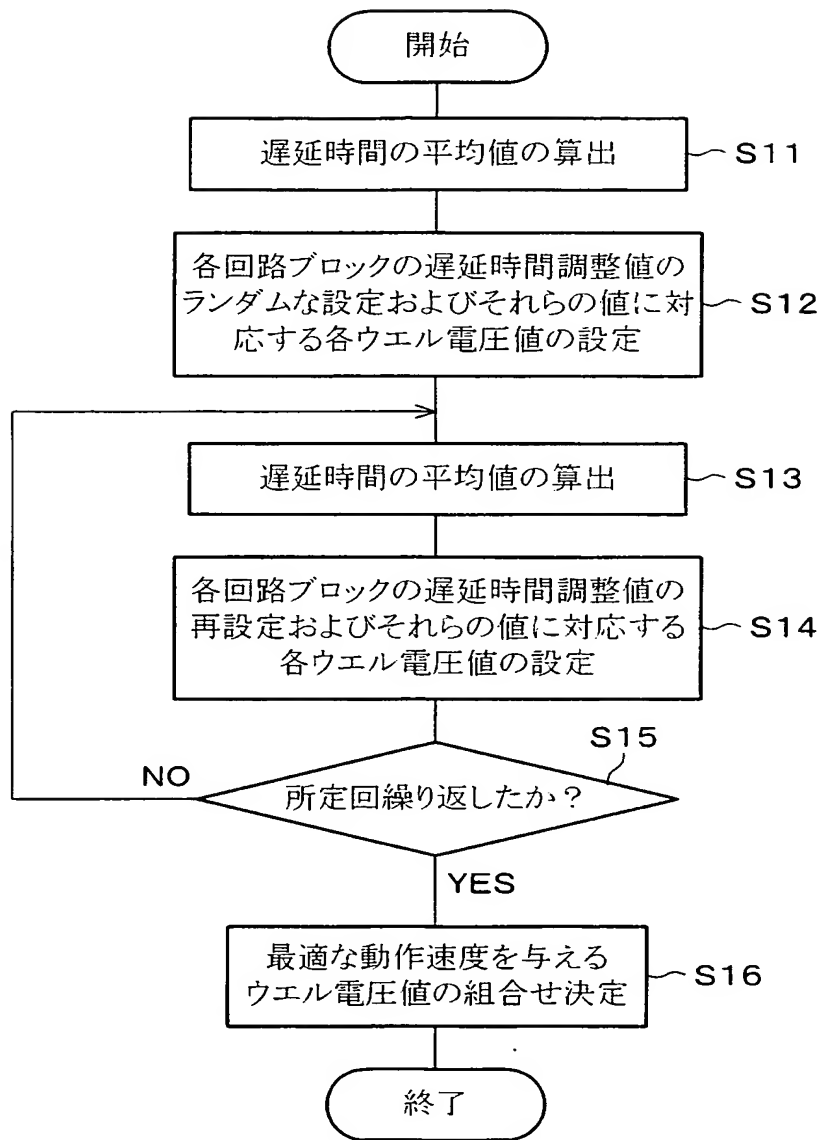 開始
遅延時間の平均値の算出
S11
各回路ブロックの遅延時間調整値の
ランダムな設定およびそれらの値に対
応する各ウエル電圧値の設定
S12
遅延時間の平均値の算出
S13
各回路ブロックの遅延時間調整値の
再設定およびそれらの値に対応する
各ウエル電圧値の設定
S14
S15
NO
所定回繰り返したか？
YES
最適な動作速度を与える
ウエル電圧値の組合せ決定
S16
終了